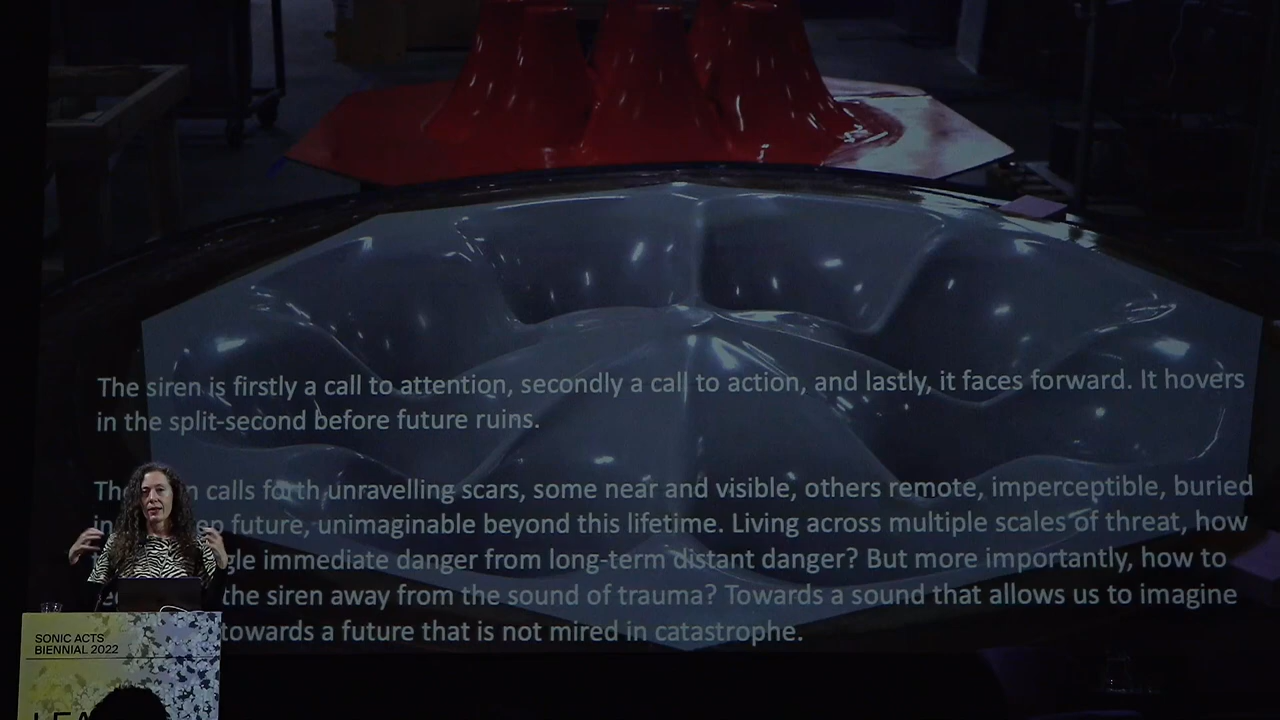 The siren is firstly a call to attention, secondly a call to action, and lastly, it faces forward. It hovers
in the split-second before future ruins.
calls forth unravelling scars, some near and visible, others remote, imperceptible, buried
future, unimaginable beyond this lifetime. Living across multiple scales of threat, how
immediate danger from long-term distant danger? But more importantly, how to
the siren away from the sound of trauma? Towards a sound that allows us to imagine
towards a future that is not mired in catastrophe.
SONIC ACTS
BIENNIAL 2022